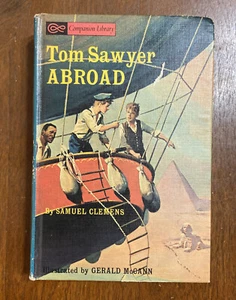 Companion Library
Tom Sawyer
ABROAD
By SAMUEL CLEMENS
Illustrated by GERALD McCANN